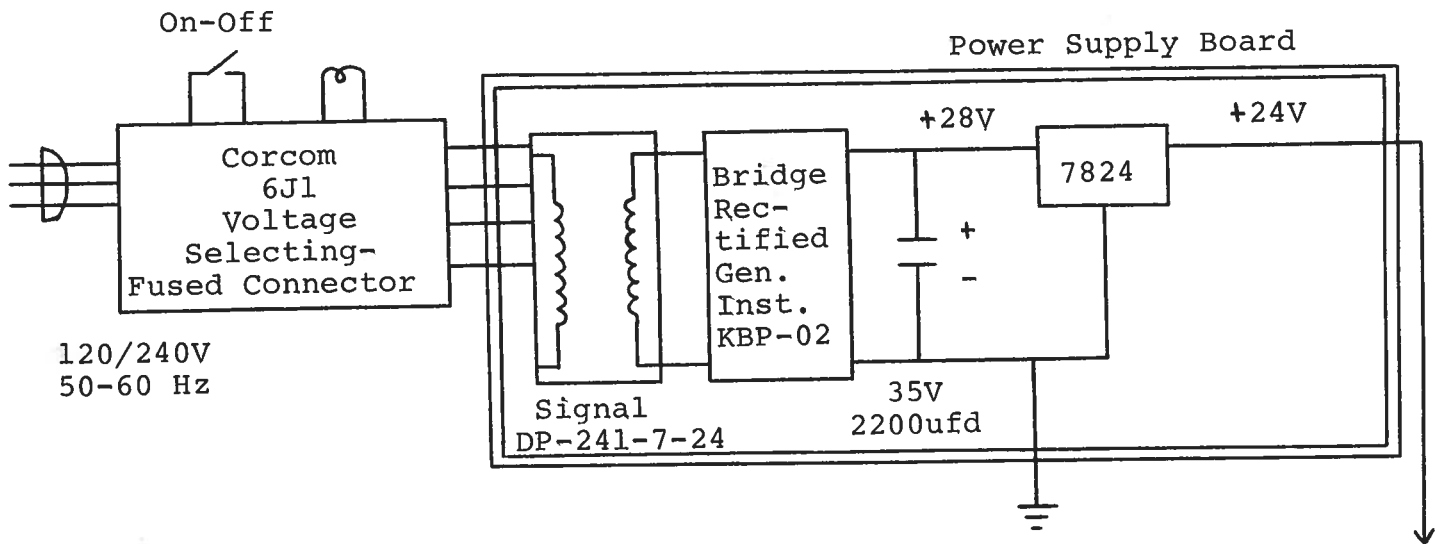 On-Off
Power Supply Board
Corcom
6J1
Voltage
Selecting-
Fused Connector
120/240V
50-60 Hz
Signal
DP-241-7-24
Bridge
Rec-
tified
Gen.
Inst.
KBP-02
+28V
+
-
35V
2200ufd
7824
+24V